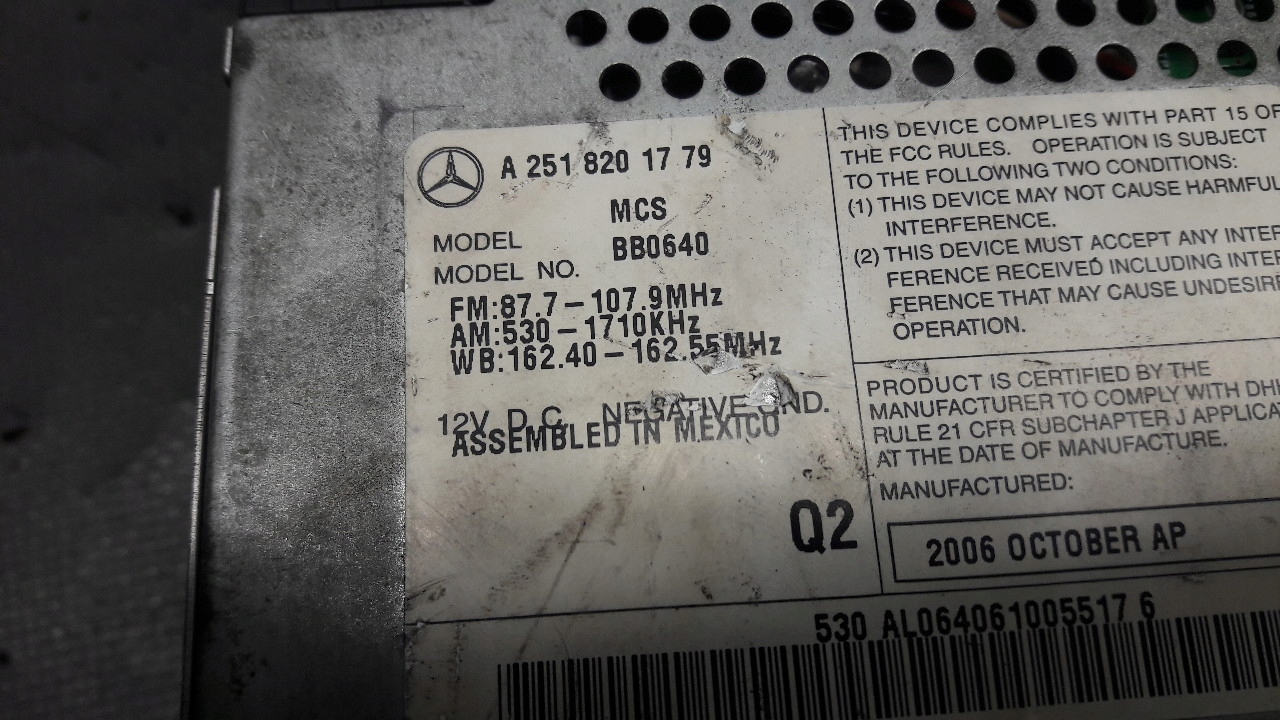 A 251 820 17 79
MCS
MODEL
BB0640
MODEL NO.
FM:87.7-107.9MHz
AM:530-1710KHz
WB:162.40-162.55MHz
12V D.C. NEGATIVE GND.
ASSEMBLED IN MEXICO
Q2
THIS DEVICE COMPLIES WITH PART 15 OF
THE FCC RULES. OPERATION IS SUBJECT
TO THE FOLLOWING TWO CONDITIONS:
(1) THIS DEVICE MAY NOT CAUSE HARMFUL
INTERFERENCE.
(2) THIS DEVICE MUST ACCEPT ANY INTER
FERENCE RECEIVED INCLUDING INTER
FERENCE THAT MAY CAUSE UNDESIRE
OPERATION.
PRODUCT IS CERTIFIED BY THE
MANUFACTURER TO COMPLY WITH DHH
RULE 21 CFR SUBCHAPTER J APPLICA
AT THE DATE OF MANUFACTURE.
MANUFACTURED:
2006 OCTOBER AP
530 AL064061005517 6